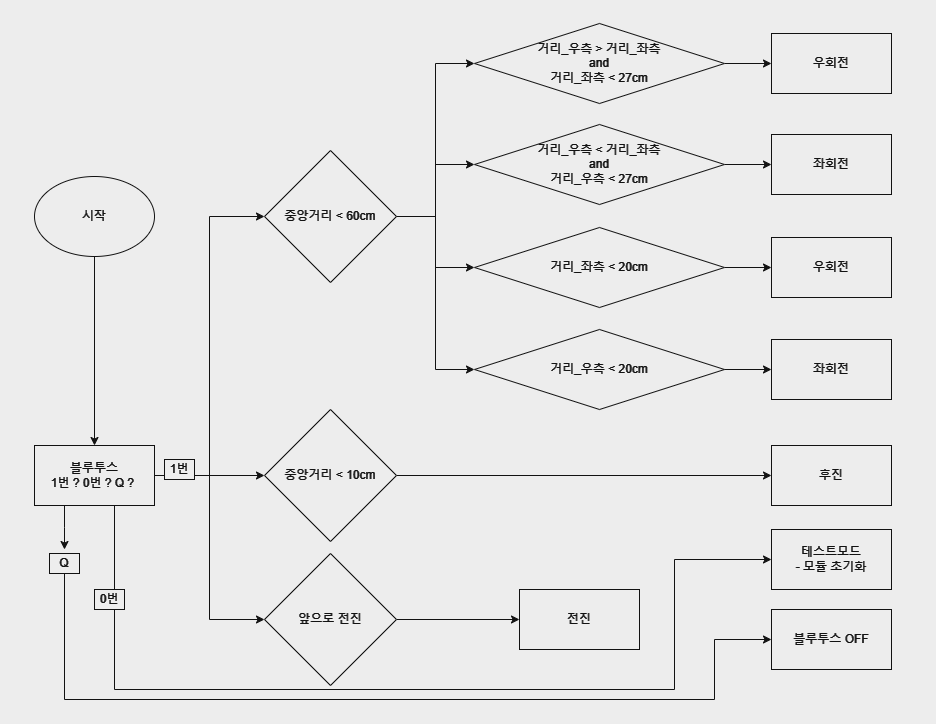 거리_우측 > 거리_좌측
and
거리_좌측 < 27cm
우회전
거리_우측 < 거리_좌측
and
거리_우측 < 27cm
좌회전
시작
중앙거리 < 60cm
거리_좌측 < 20cm
우회전
거리_우측 < 20cm
좌회전
블루투스
1번 ? 0번 ? Q ?
1번
중앙거리 < 10cm
후진
Q
0번
테스트모드
- 모듈 초기화
앞으로 전진
전진
블루투스 OFF